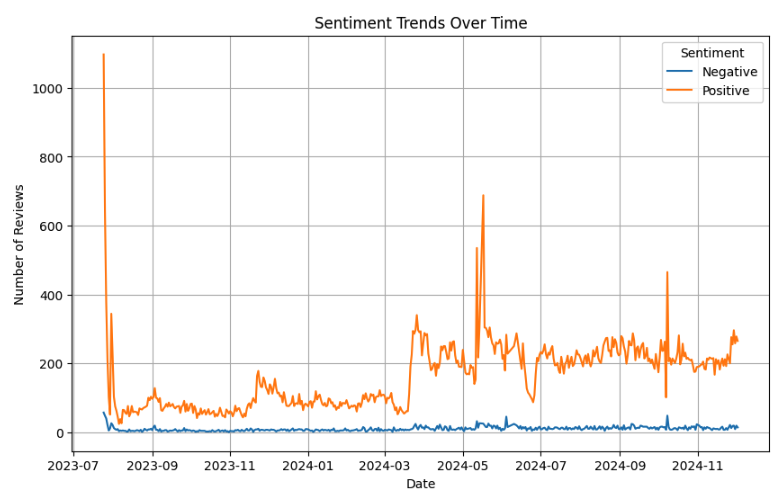 Sentiment Trends Over Time
Sentiment
Negative
Positive
Number of Reviews
1000
800
600
400
200
0
2023-07 2023-09 2023-11 2024-01 2024-03 2024-05 2024-07 2024-09 2024-11
Date